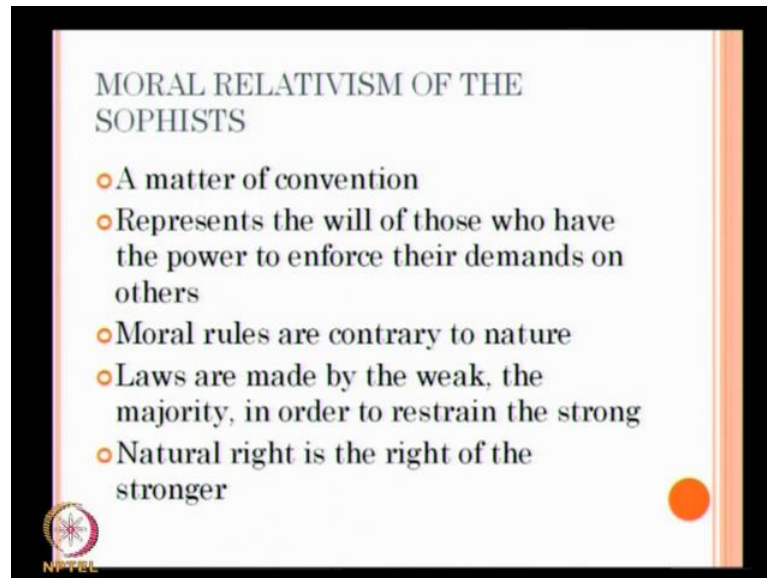 MORAL RELATIVISM OF THE
SOPHISTS
A matter of convention
Represents the will of those who have
the power to enforce their demands on
others
Moral rules are contrary to nature
Laws are made by the weak, the
majority, in order to restrain the strong
Natural right is the right of the
stronger
NPTEL